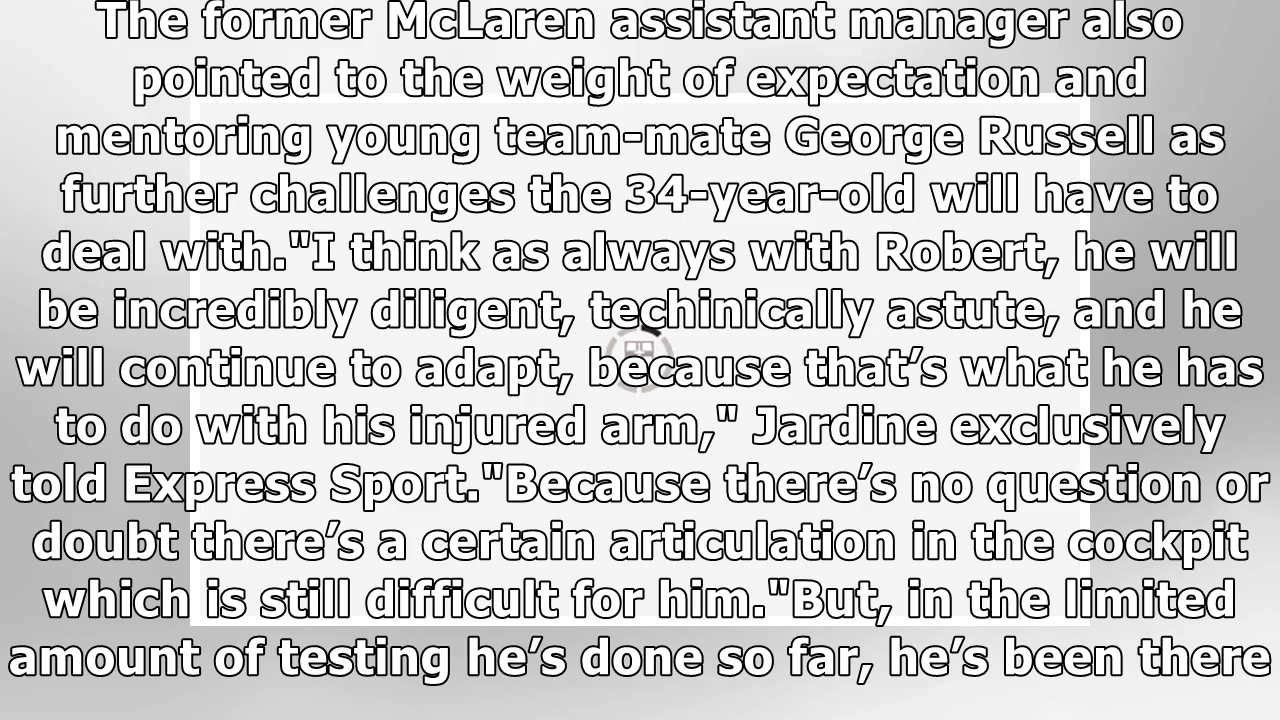 The former McLaren assistant manager also
pointed to the weight of expectation and
mentoring young team-mate George Russell as
further challenges the 34-year-old will have to
deal with."I think as always with Robert, he will
be incredibly diligent, techinically astute, and he
will continue to adapt, because that’s what he has
to do with his injured arm," Jardine exclusively
told Express Sport."Because there’s no question or
doubt there’s a certain articulation in the cockpit
which is still difficult for him."But, in the limited
amount of testing he’s done so far, he’s been there